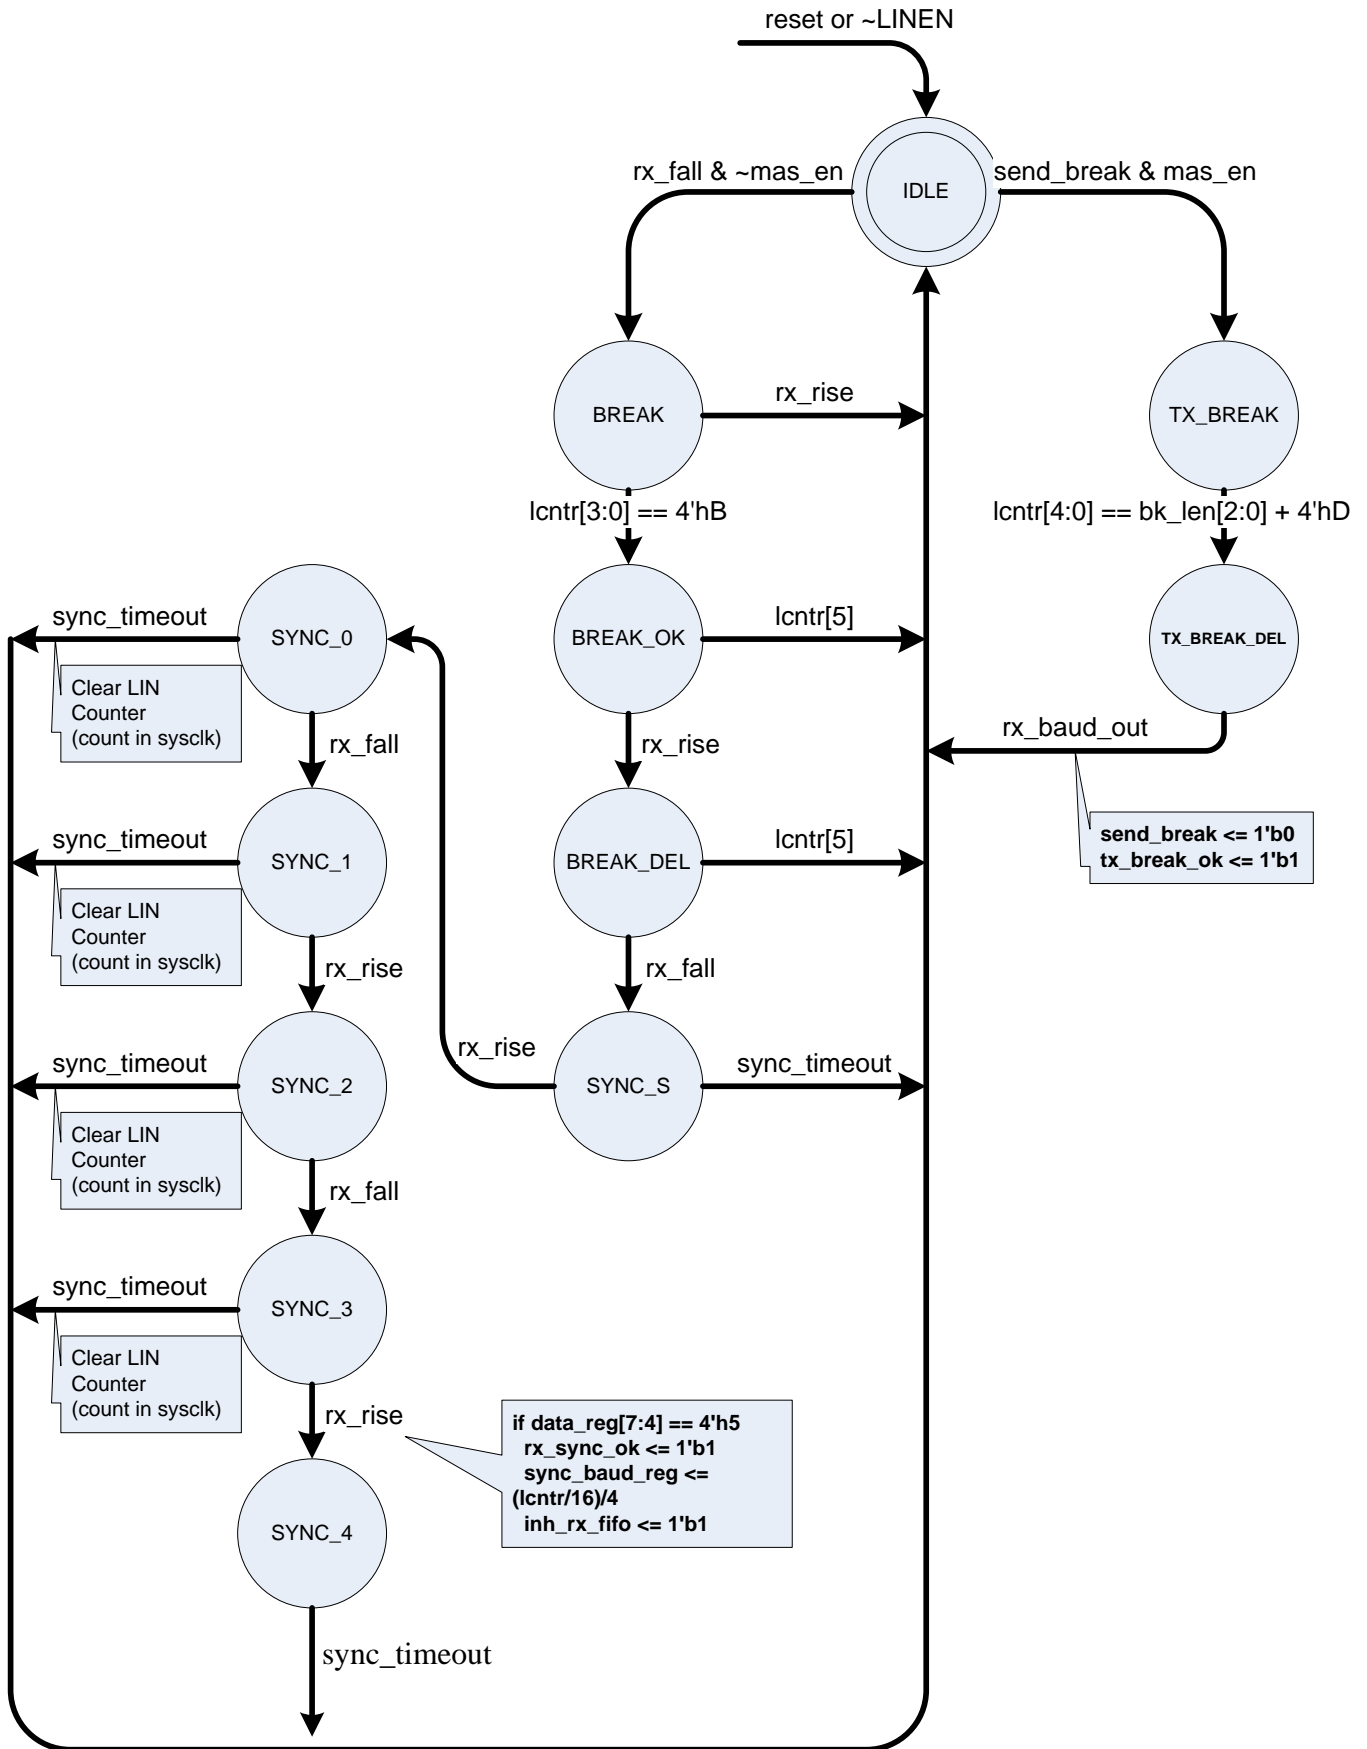 reset or ~LINEN
rx_fall & ~mas_en
IDLE
send_break & mas_en
BREAK
rx_rise
TX_BREAK
lcntr[3:0] == 4'hB
lcntr[4:0] == bk_len[2:0] + 4'hD
sync_timeout
SYNC_0
BREAK_OK
lcntr[5]
TX_BREAK_DEL
Clear LIN
Counter
(count in sysclk)
rx_fall
rx_rise
rx_baud_out
sync_timeout
SYNC_1
BREAK_DEL
lcntr[5]
send_break <= 1'b0
tx_break_ok <= 1'b1
Clear LIN
Counter
(count in sysclk)
rx_rise
rx_fall
sync_timeout
SYNC_2
rx_rise
SYNC_S
sync_timeout
Clear LIN
Counter
(count in sysclk)
rx_fall
sync_timeout
SYNC_3
Clear LIN
Counter
(count in sysclk)
rx_rise
if data_reg[7:4] == 4'h5
rx_sync_ok <= 1'b1
sync_baud_reg <=
(lcntr/16)/4
inh_rx_fifo <= 1'b1
SYNC_4
sync_timeout